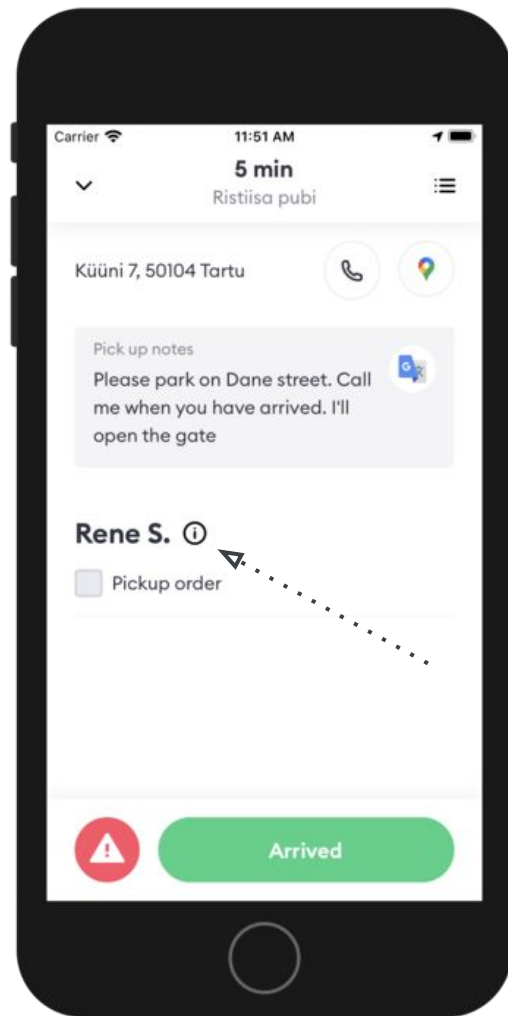 Carrier 11:51 AM
5 min
Ristiisa pubi
Küüni 7, 50104 Tartu
Pick up notes
Please park on Dane street. Call
me when you have arrived. I'll
open the gate
Rene S.
Pickup order
Arrived